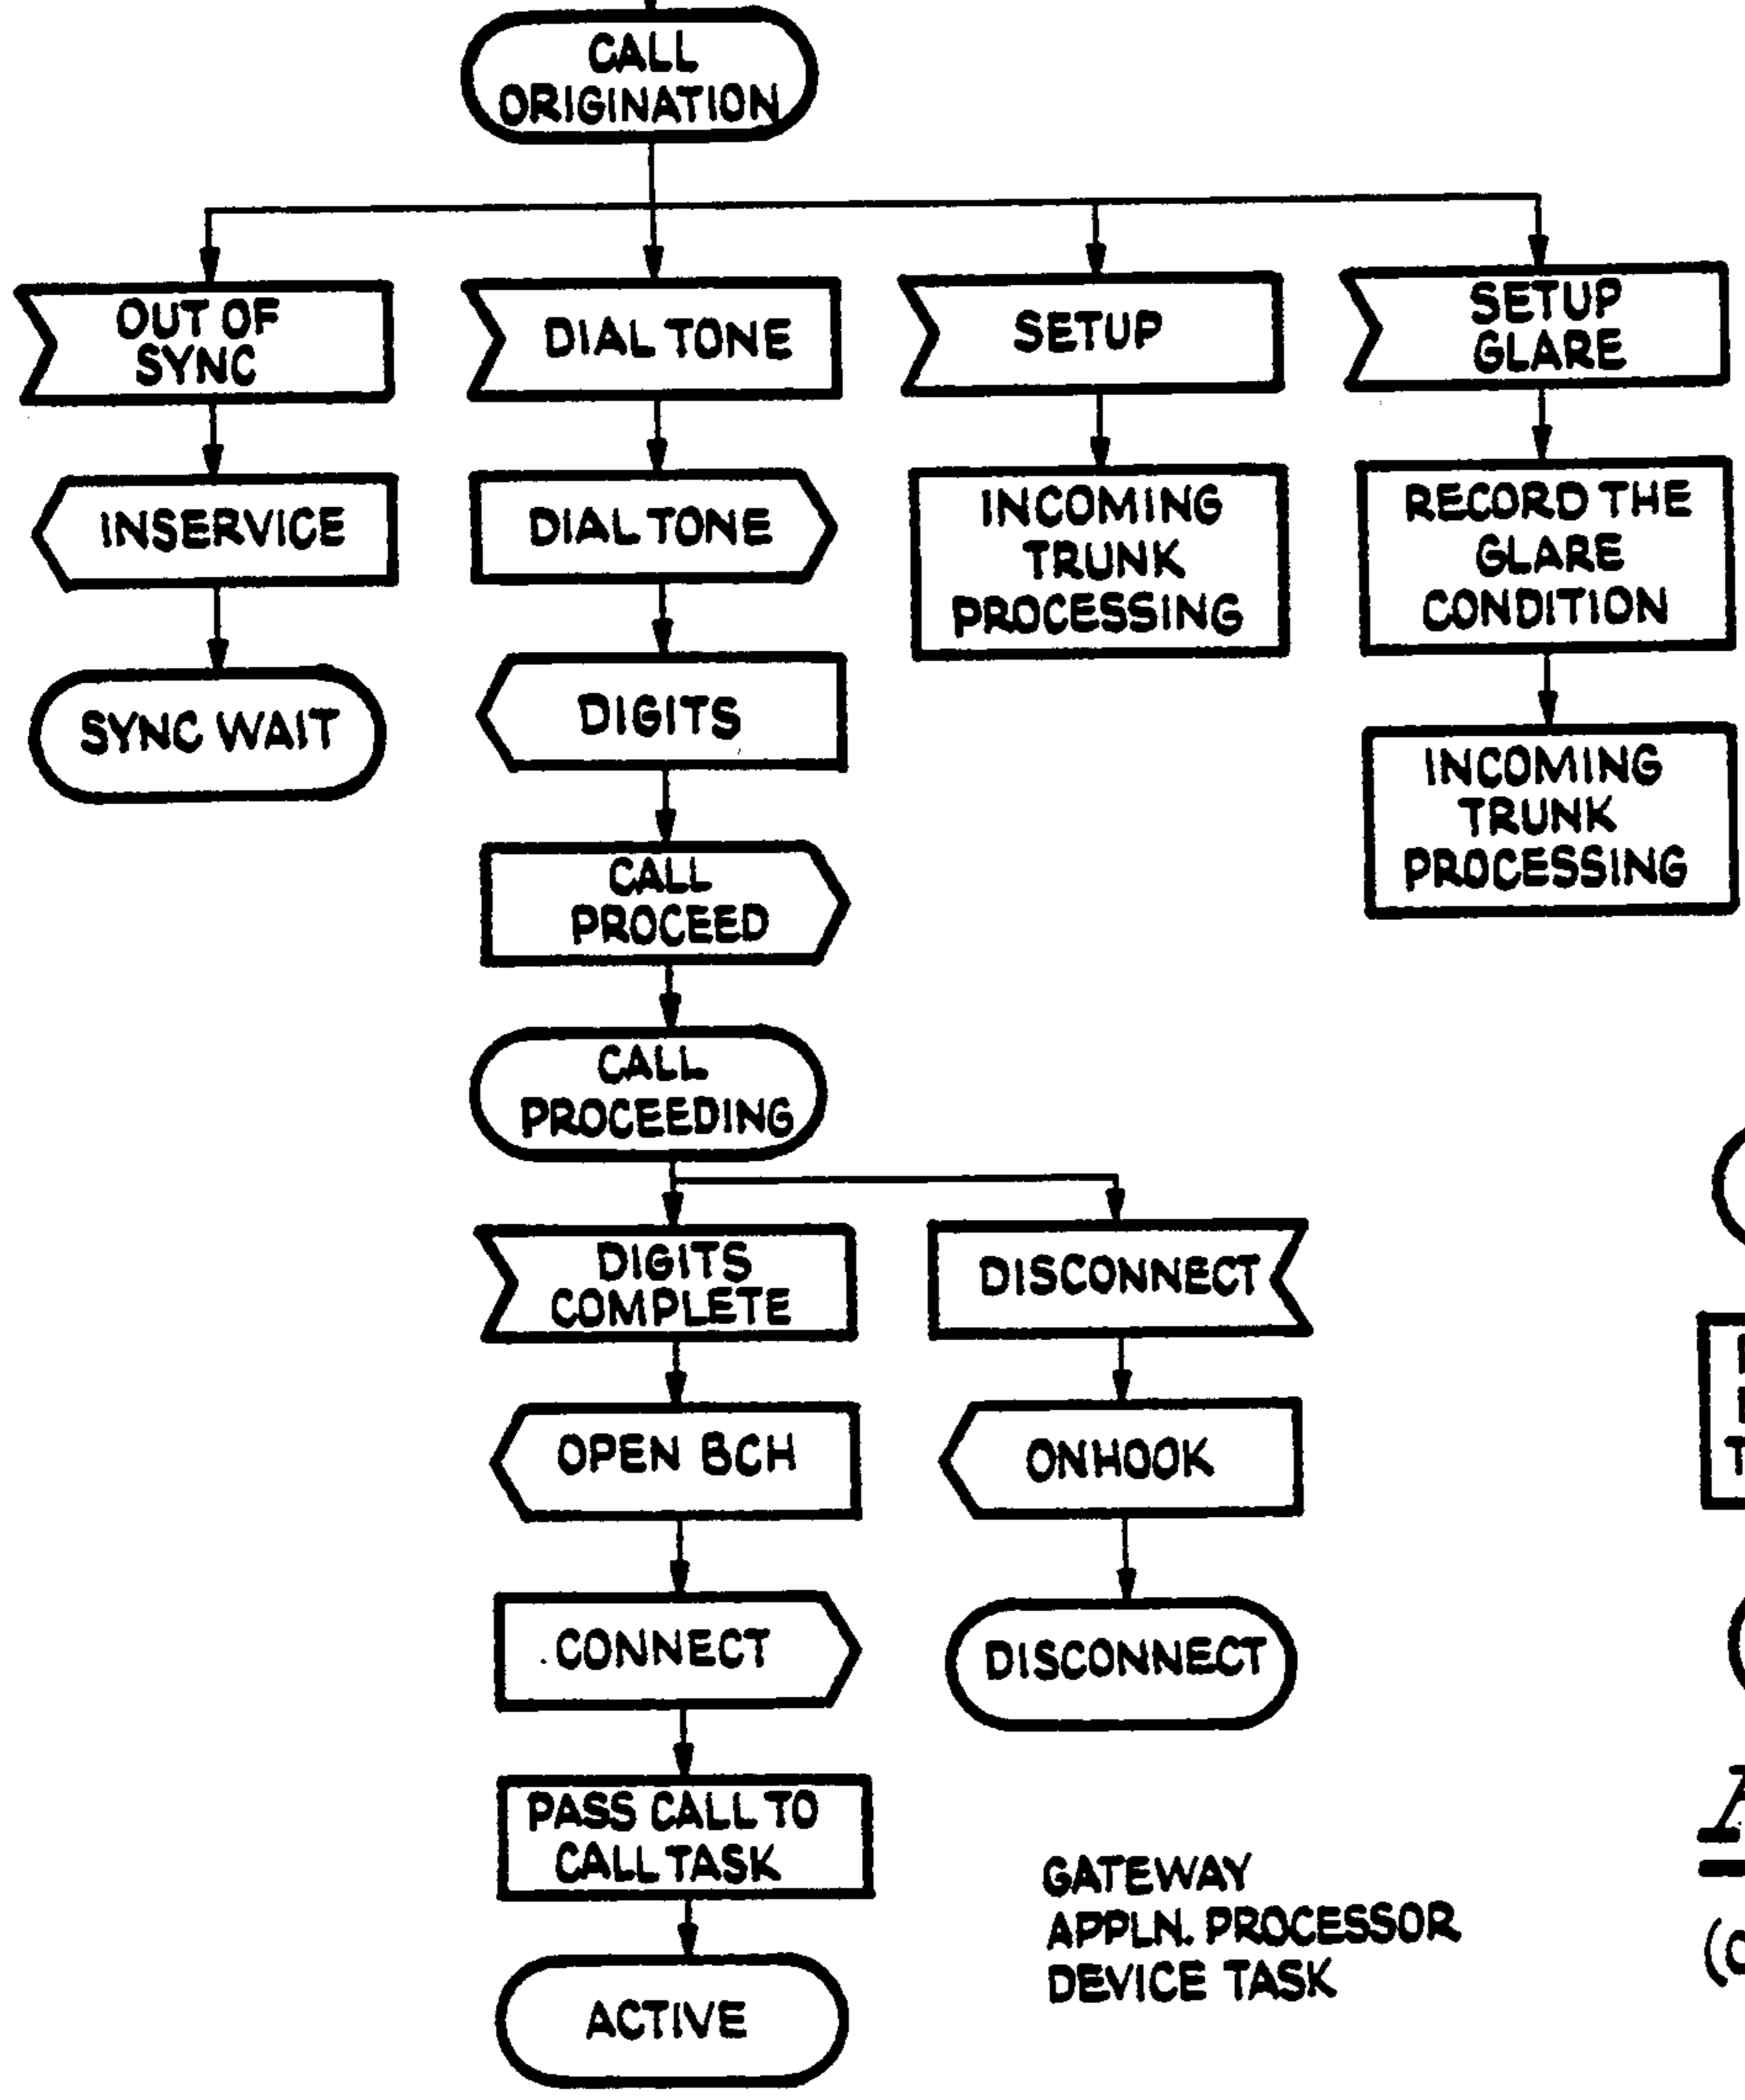 CALL
ORIGINATION
OUT OF
SYNC
DIAL TONE
SETUP
SETUP
GLARE
INSERVICE
DIAL TONE
INCOMING
TRUNK
PROCESSING
RECORD THE
GLARE
CONDITION
SYNC WAIT
DIGITS
INCOMING
TRUNK
PROCESSING
CALL
PROCEED
CALL
PROCEEDING
DIGITS
COMPLETE
DISCONNECT
OPEN BCH
ONHOOK
CONNECT
DISCONNECT
PASS CALL TO
CALL TASK
ACTIVE
GATEWAY
APPLN. PROCESSOR
DEVICE TASK